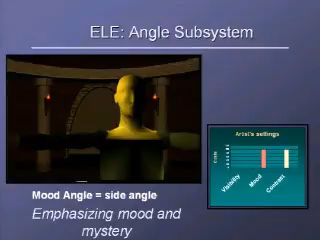 ELE: Angle Subsystem
Artist's settings
Visibility
Mood
Contrast
Mood Angle = side angle
Emphasizing mood and
mystery